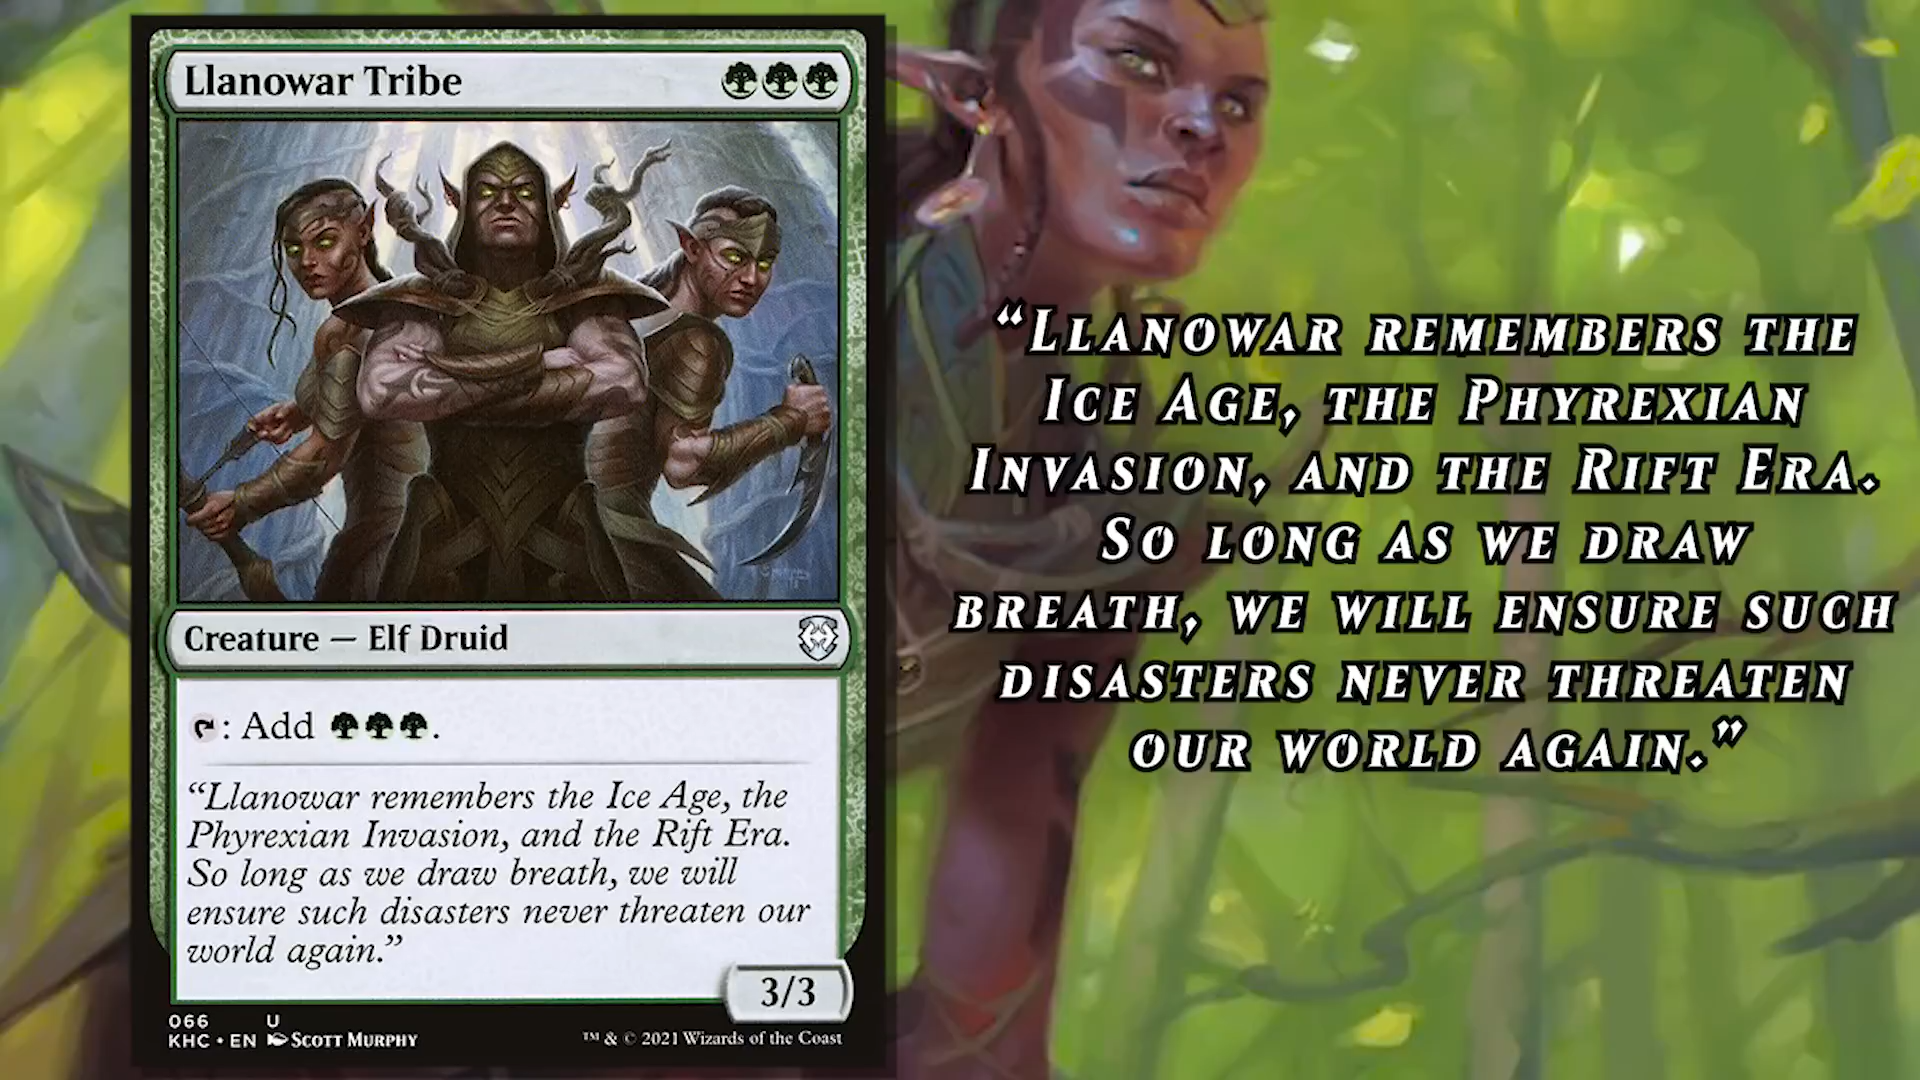 Llanowar Tribe
Creature — Elf Druid
: Add .
“Llanowar remembers the Ice Age, the
Phyrexian Invasion, and the Rift Era.
So long as we draw breath, we will
ensure such disasters never threaten our
world again.”
3/3
066 U
KHC • EN Scott Murphy
™ & © 2021 Wizards of the Coast
“Llanowar remembers the
Ice Age, the Phyrexian
Invasion, and the Rift Era.
So long as we draw
breath, we will ensure such
disasters never threaten
our world again.”